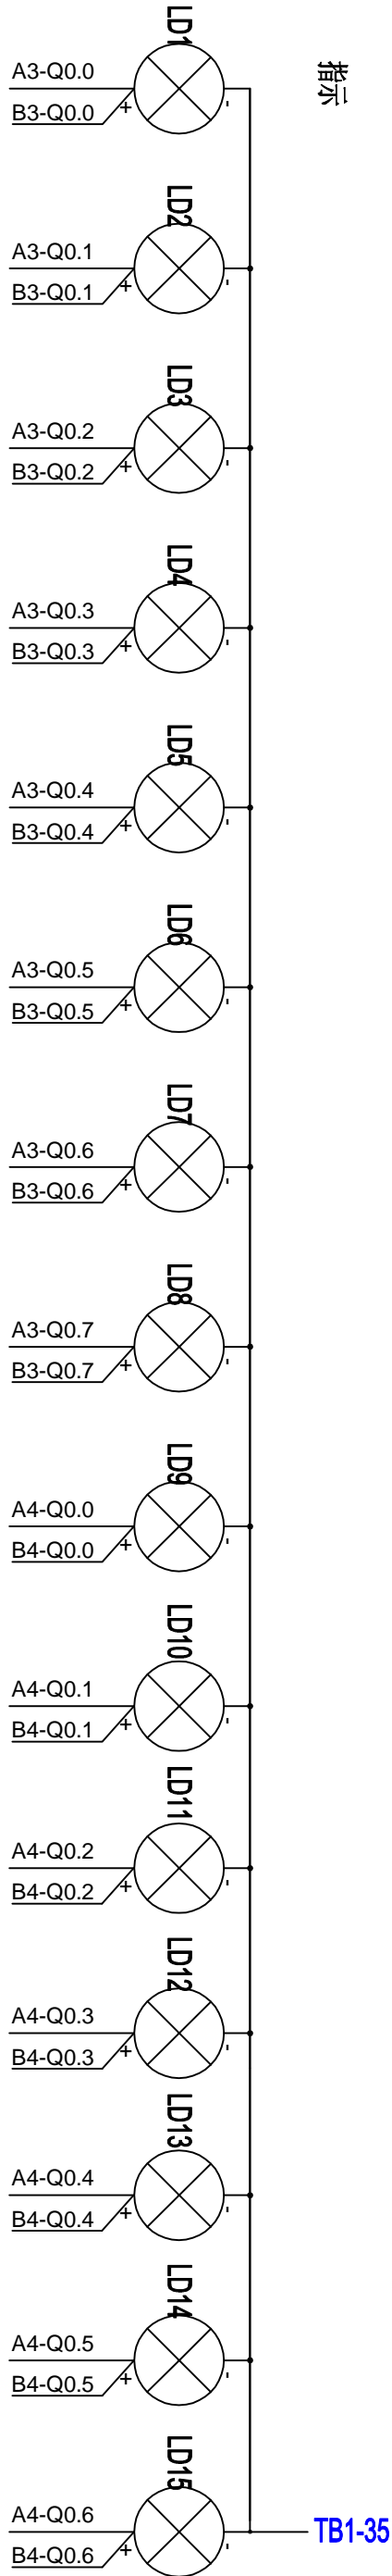 LD1
指示
A3-Q0.0
B3-Q0.0
+
-
LD2
A3-Q0.1
B3-Q0.1
+
-
LD3
A3-Q0.2
B3-Q0.2
+
-
LD4
A3-Q0.3
B3-Q0.3
+
-
LD5
A3-Q0.4
B3-Q0.4
+
-
LD6
A3-Q0.5
B3-Q0.5
+
-
LD7
A3-Q0.6
B3-Q0.6
+
-
LD8
A3-Q0.7
B3-Q0.7
+
-
LD9
A4-Q0.0
B4-Q0.0
+
-
LD10
A4-Q0.1
B4-Q0.1
+
-
LD11
A4-Q0.2
B4-Q0.2
+
-
LD12
A4-Q0.3
B4-Q0.3
+
-
LD13
A4-Q0.4
B4-Q0.4
+
-
LD14
A4-Q0.5
B4-Q0.5
+
-
LD15
A4-Q0.6
B4-Q0.6
+
-
TB1-35